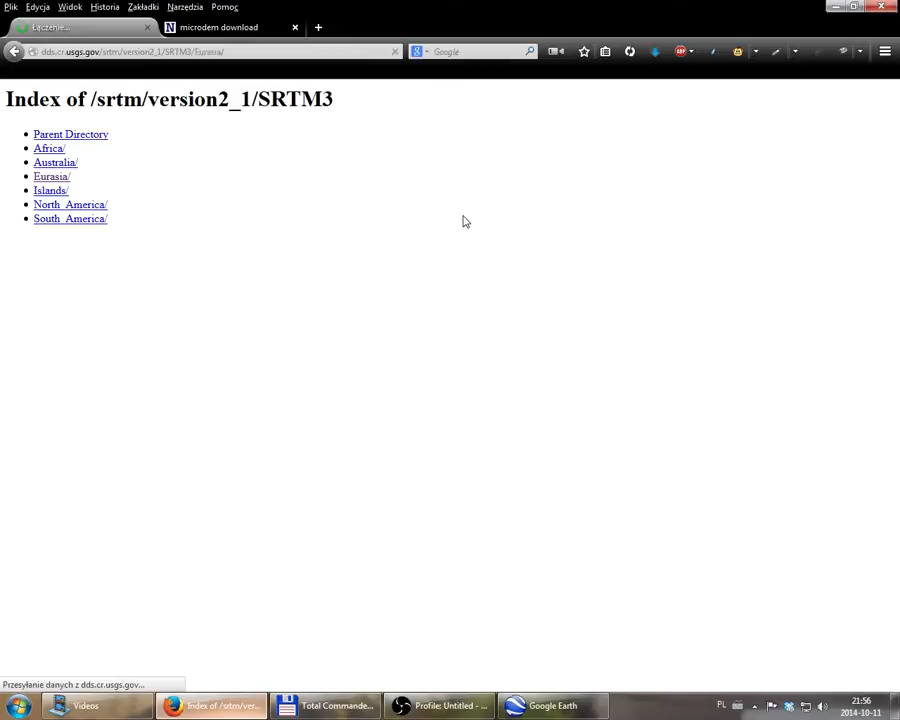 Plik Edycja Widok Historia Zakładki Narzędzia Pomoc
Łączenie...
microdem download
dds.cr.usgs.gov/srtm/version2_1/SRTM3/Eurasia/
Google
Index of /srtm/version2_1/SRTM3
Parent Directory
Africa/
Australia/
Eurasia/
Islands/
North_America/
South_America/
Przesyłanie danych z dds.cr.usgs.gov...
Videos
Index of /srtm/ver...
Total Commande...
Profile: Untitled - ...
Google Earth
PL
21:56
2014-10-11